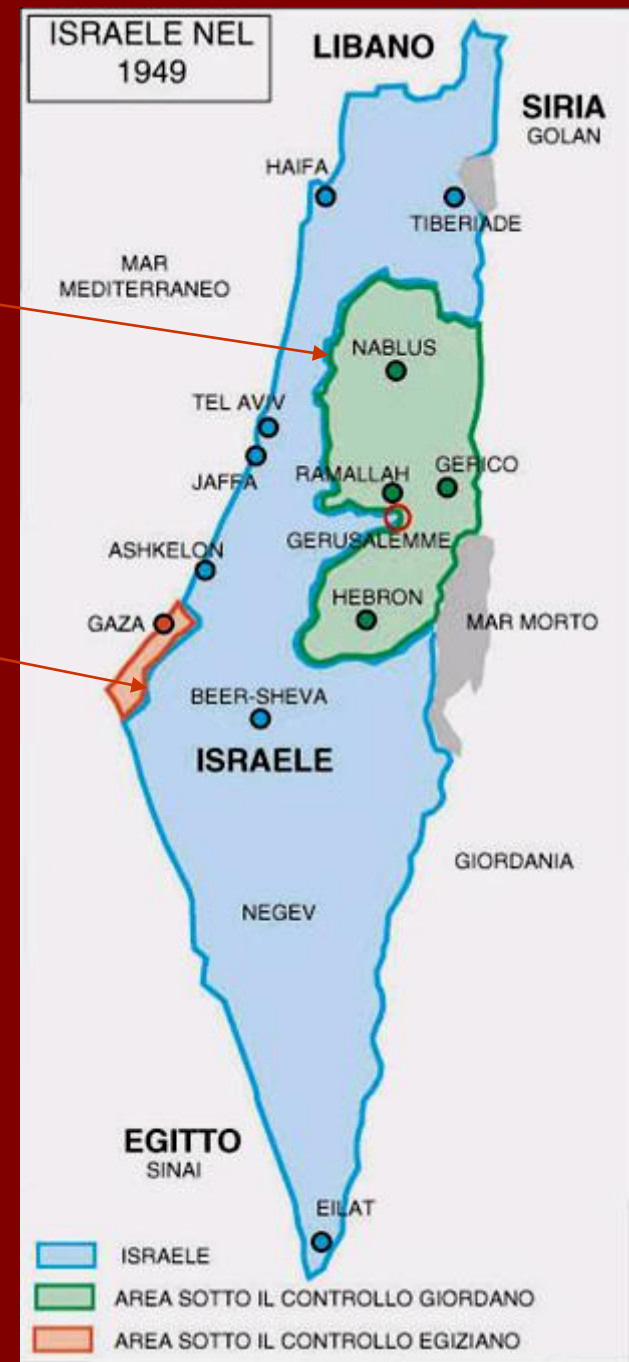 ISRAELE NEL
1949
LIBANO
SIRIA
GOLAN
HAIFA
TIBERIADE
MAR
MEDITERRANEO
NABLUS
TEL AVIV
JAFFA
RAMALLAH
GERICO
GERUSALEMME
ASHKELON
HEBRON
GAZA
MAR MORTO
BEER-SHEVA
ISRAELE
GIORDANIA
NEGEV
EGITTO
SINAI
EILAT
ISRAELE
AREA SOTTO IL CONTROLLO GIORDANO
AREA SOTTO IL CONTROLLO EGIZIANO